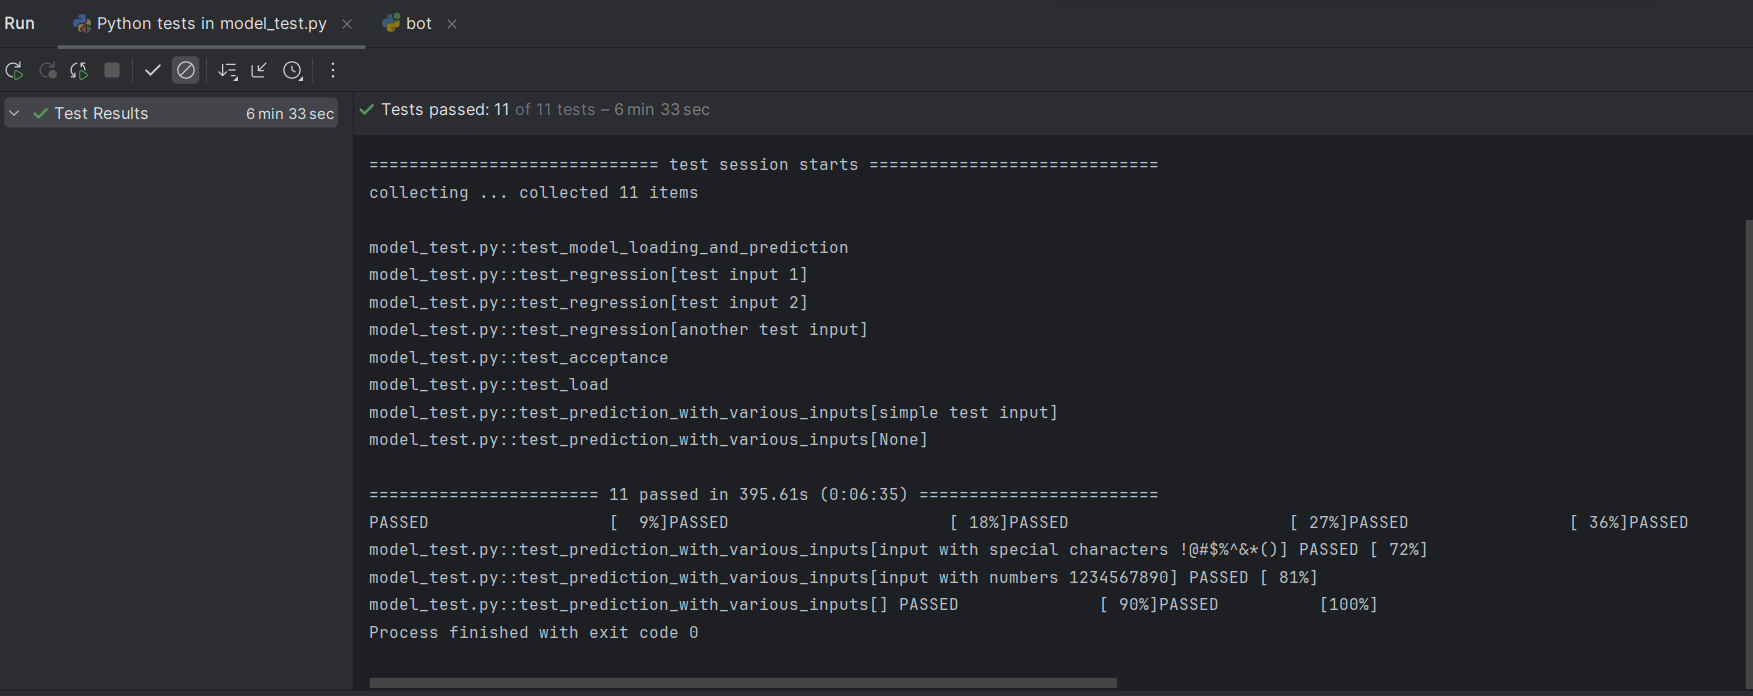 Run Python tests in model_test.py bot
Test Results 6 min 33 sec
Tests passed: 11 of 11 tests – 6 min 33 sec
============================= test session starts =============================
collecting ... collected 11 items
model_test.py::test_model_loading_and_prediction
model_test.py::test_regression[test input 1]
model_test.py::test_regression[test input 2]
model_test.py::test_regression[another test input]
model_test.py::test_acceptance
model_test.py::test_load
model_test.py::test_prediction_with_various_inputs[simple test input]
model_test.py::test_prediction_with_various_inputs[None]
======================= 11 passed in 395.61s (0:06:35) ========================
PASSED                  [  9%]PASSED                      [ 18%]PASSED                      [ 27%]PASSED                [ 36%]PASSED
model_test.py::test_prediction_with_various_inputs[input with special characters !@#$%^&*()] PASSED [ 72%]
model_test.py::test_prediction_with_various_inputs[input with numbers 1234567890] PASSED [ 81%]
model_test.py::test_prediction_with_various_inputs[] PASSED              [ 90%]PASSED          [100%]
Process finished with exit code 0